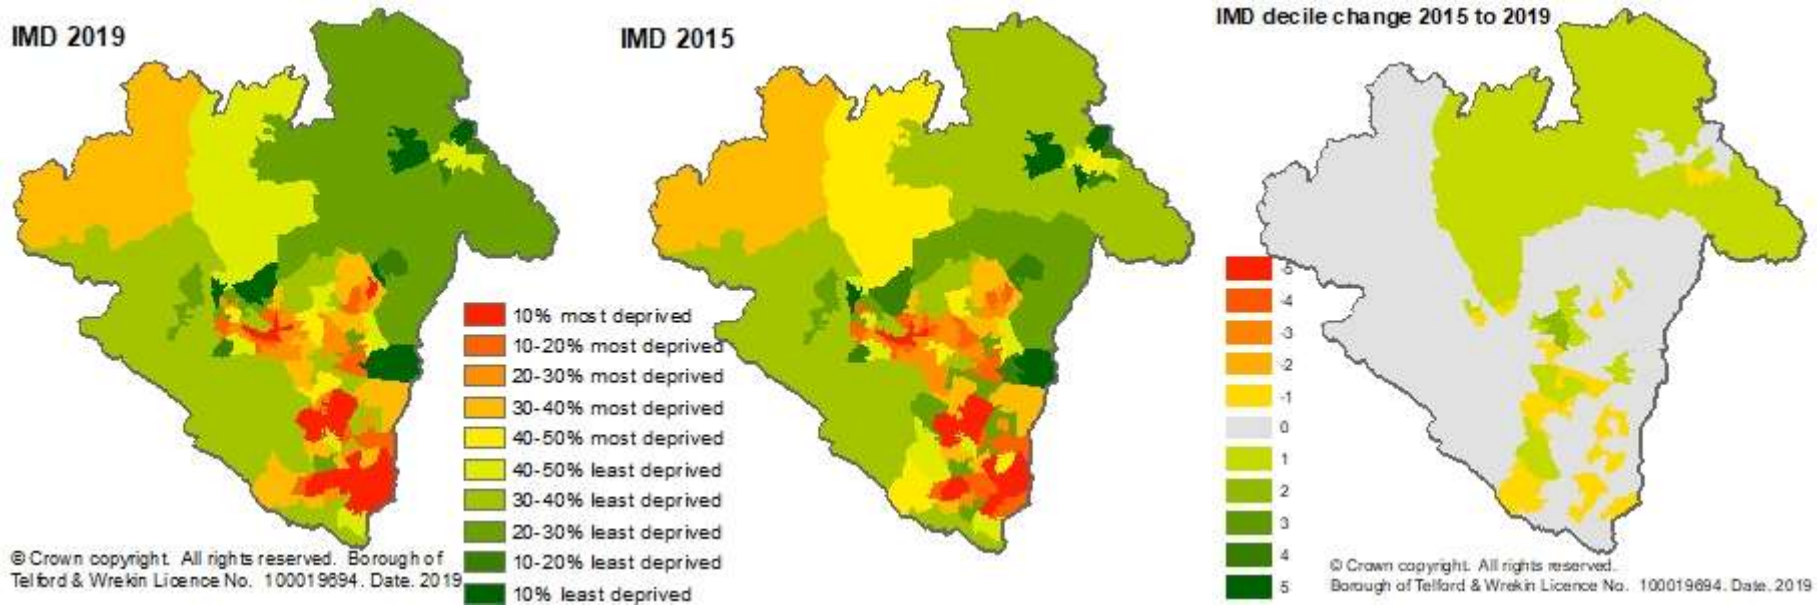 IMD 2019
IMD 2015
IMD decile change 2015 to 2019
10% most deprived
10-20% most deprived
20-30% most deprived
30-40% most deprived
40-50% most deprived
40-50% least deprived
30-40% least deprived
20-30% least deprived
10-20% least deprived
10% least deprived
-5
-4
-3
-2
-1
0
1
2
3
4
5
© Crown copyright. All rights reserved. Borough of
Telford & Wrekin Licence No. 100019694. Date. 2019
© Crown copyright. All rights reserved.
Borough of Telford & Wrekin Licence No. 100019694. Date. 2019